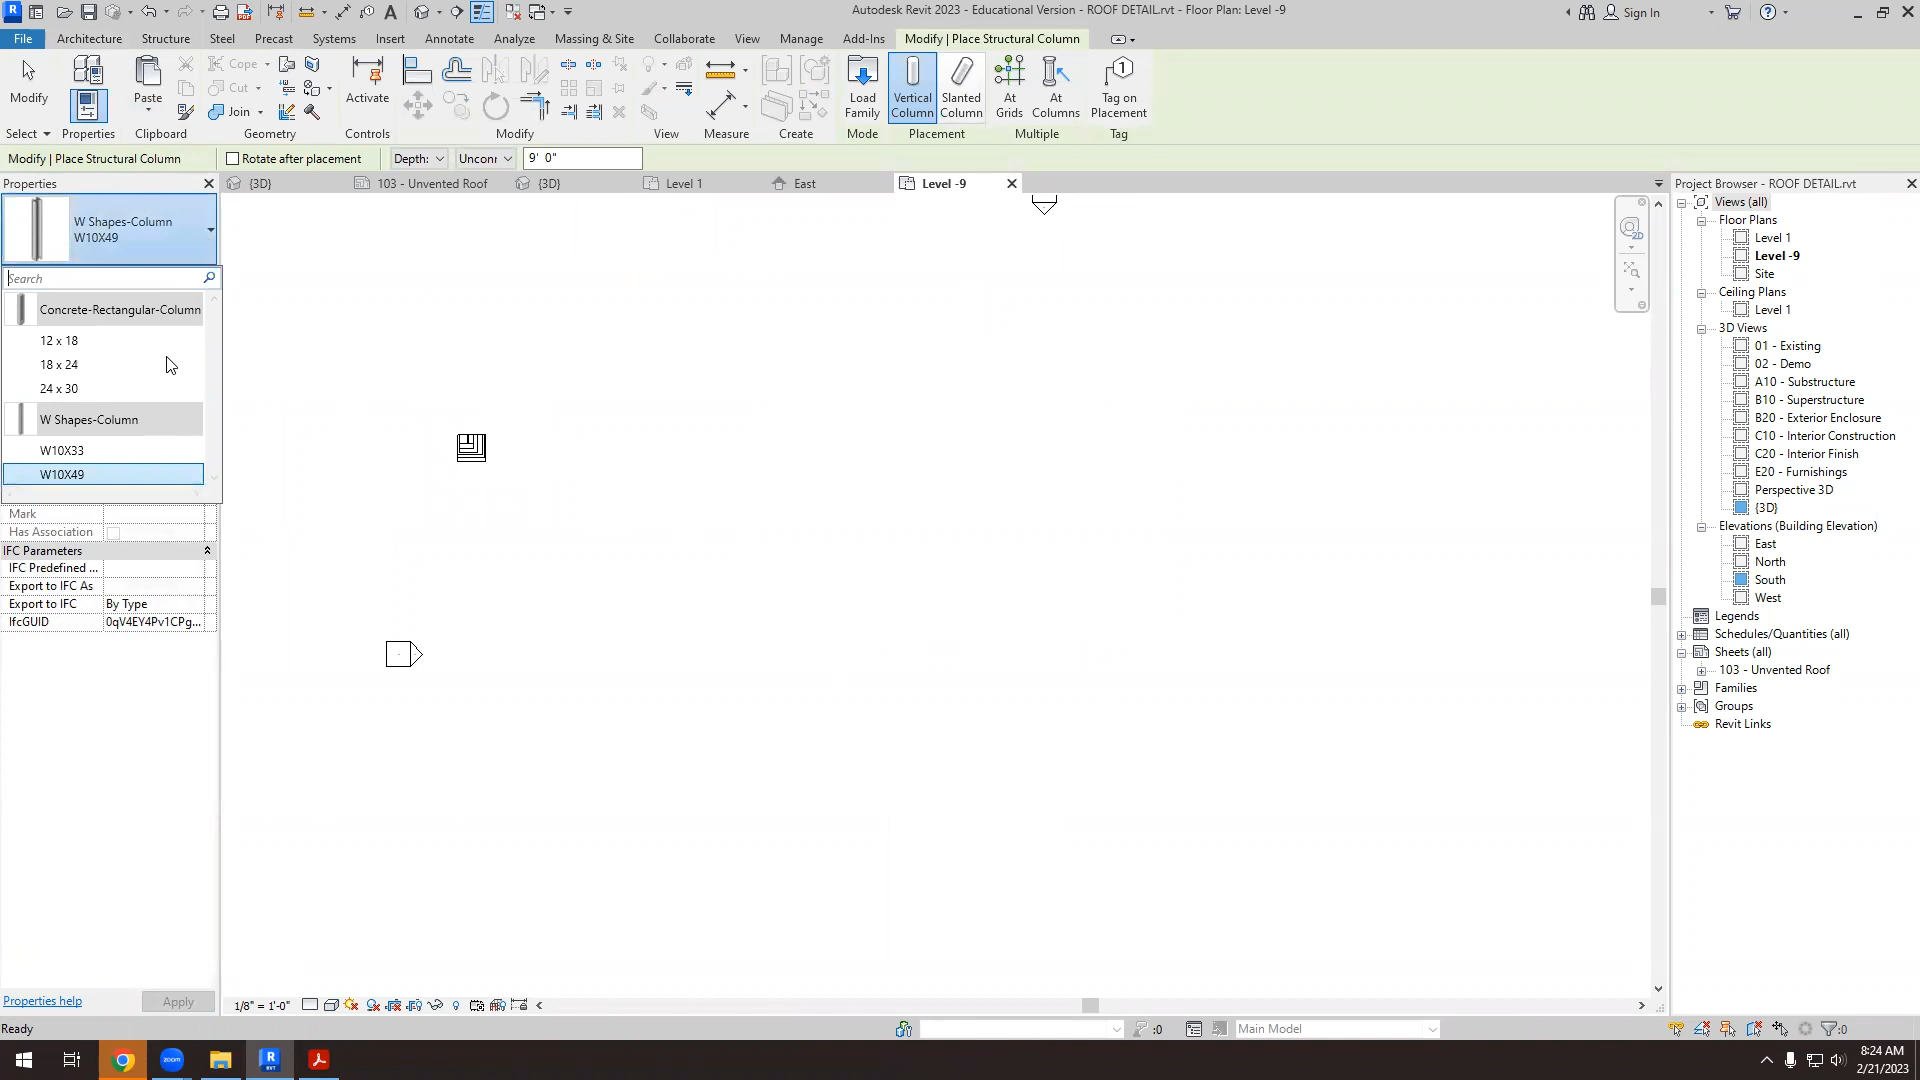 Autodesk Revit 2023 - Educational Version - ROOF DETAIL.rvt - Floor Plan: Level -9
Sign In
File
Architecture
Structure
Steel
Precast
Systems
Insert
Annotate
Analyze
Massing & Site
Collaborate
View
Manage
Add-Ins
Modify | Place Structural Column
Modify
Paste
Cope
Cut
Join
Activate
Load
Family
Vertical
Column
Slanted
Column
At
Grids
At
Columns
Tag on
Placement
Select
Properties
Clipboard
Geometry
Controls
Modify
View
Measure
Create
Mode
Placement
Multiple
Tag
Modify | Place Structural Column
Rotate after placement
Depth:
Unconr
9' 0"
Properties
{3D}
103 - Unvented Roof
{3D}
Level 1
East
Level -9
Project Browser - ROOF DETAIL.rvt
W Shapes-Column
W10X49
Search
Concrete-Rectangular-Column
12 x 18
18 x 24
24 x 30
W Shapes-Column
W10X33
W10X49
Mark
Has Association
IFC Parameters
IFC Predefined ...
Export to IFC As
Export to IFC
By Type
IfcGUID
0qV4EY4Pv1CPg...
Properties help
Apply
2D
Views (all)
Floor Plans
Level 1
Level -9
Site
Ceiling Plans
Level 1
3D Views
01 - Existing
02 - Demo
A10 - Substructure
B10 - Superstructure
B20 - Exterior Enclosure
C10 - Interior Construction
C20 - Interior Finish
E20 - Furnishings
Perspective 3D
{3D}
Elevations (Building Elevation)
East
North
South
West
Legends
Schedules/Quantities (all)
Sheets (all)
103 - Unvented Roof
Families
Groups
Revit Links
1/8" = 1'-0"
Ready
:0
Main Model
:0
zoom
R
RVT
8:24 AM
2/21/2023